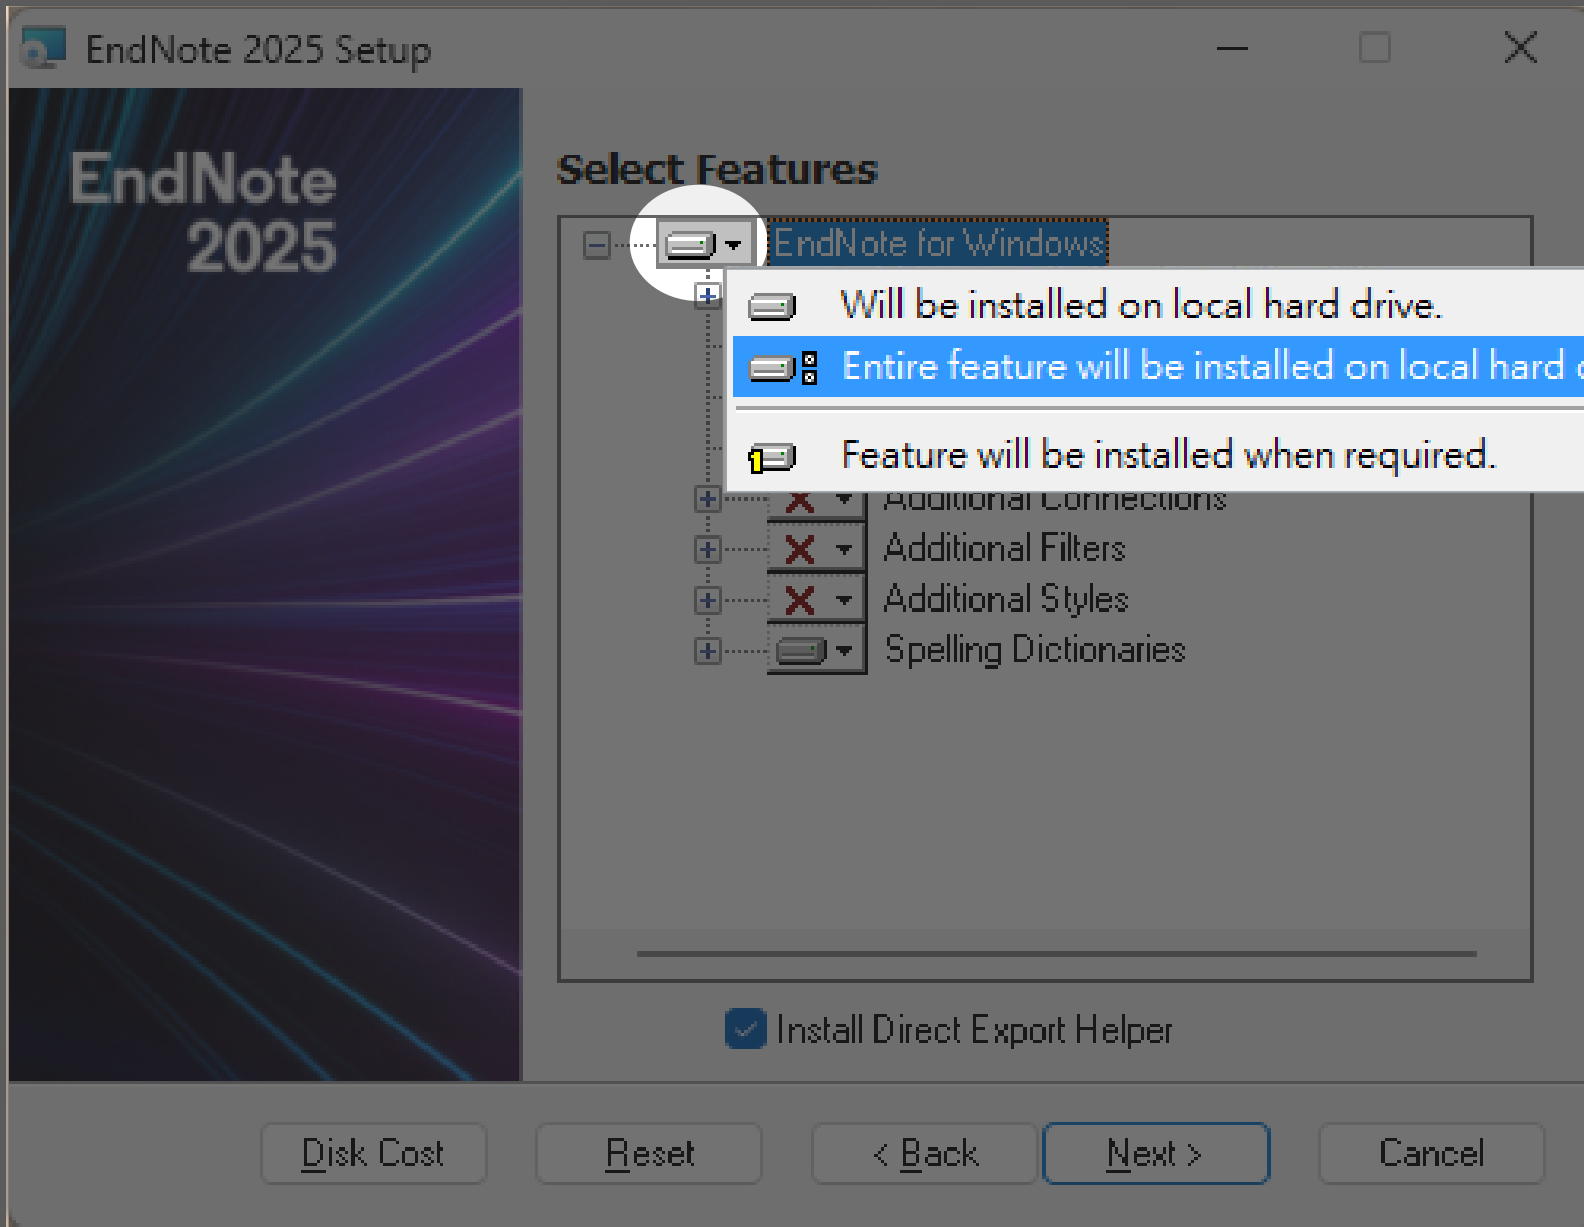 EndNote 2025 Setup
EndNote
2025
Select Features
EndNote for Windows
Will be installed on local hard drive.
Entire feature will be installed on local hard
Feature will be installed when required.
Additional Connections
Additional Filters
Additional Styles
Spelling Dictionaries
Install Direct Export Helper
Disk Cost
Reset
< Back
Next >
Cancel